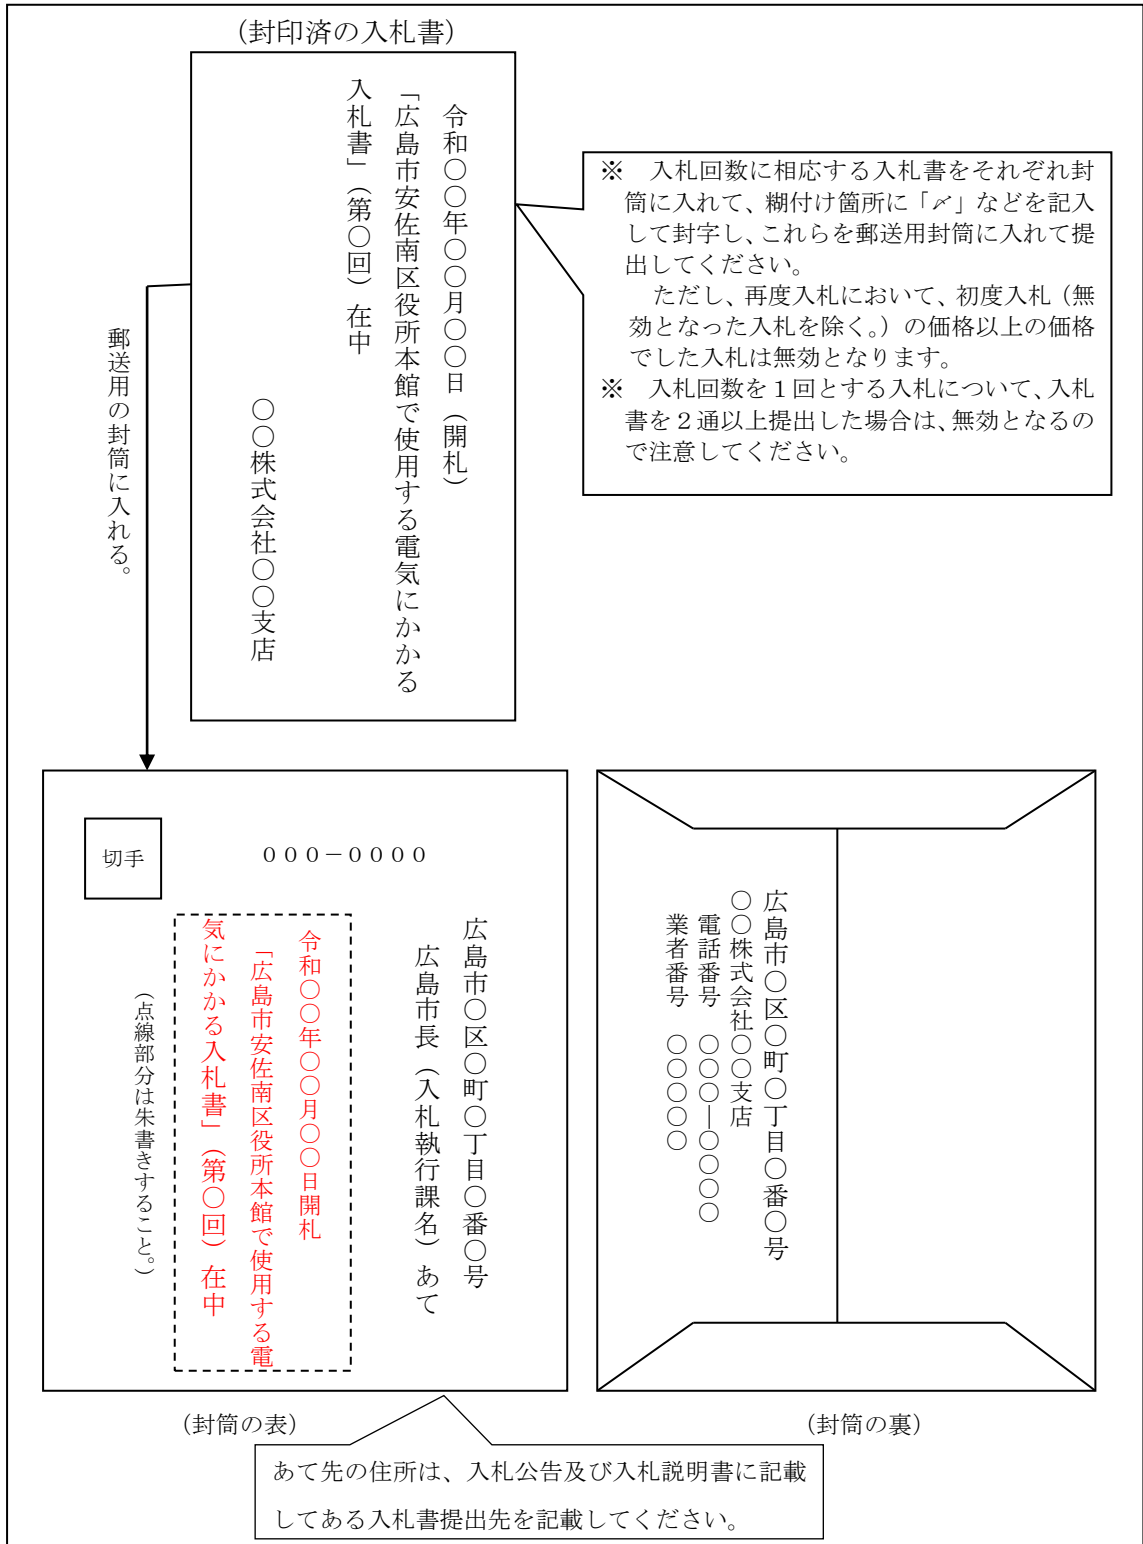 （封印済の入札書）
令和〇〇年〇〇月〇〇日（開札）
「広島市安佐南区役所本館で使用する電気にかかる
入札書」（第〇回）在中
〇〇株式会社〇〇支店
※　入札回数に相応する入札書をそれぞれ封
筒に入れて、糊付け箇所に「〆」などを記入
して封字し、これらを郵送用封筒に入れて提
出してください。
ただし、再度入札において、初度入札（無
効となった入札を除く。）の価格以上の価格
でした入札は無効となります。
※　入札回数を１回とする入札について、入札
書を２通以上提出した場合は、無効となるの
で注意してください。
郵送用の封筒に入れる。
切手
０００－００００
広島市〇区〇町〇丁目〇番〇号
広島市長（入札執行課名）あて
令和〇〇年〇〇月〇〇日開札
「広島市安佐南区役所本館で使用する電
気にかかる入札書」（第〇回）在中
（点線部分は朱書きすること。）
（封筒の表）
広島市〇区〇町〇丁目〇番〇号
〇〇株式会社〇〇支店
電話番号　〇〇〇―〇〇〇〇
業者番号　〇〇〇〇〇
（封筒の裏）
あて先の住所は、入札公告及び入札説明書に記載
してある入札書提出先を記載してください。